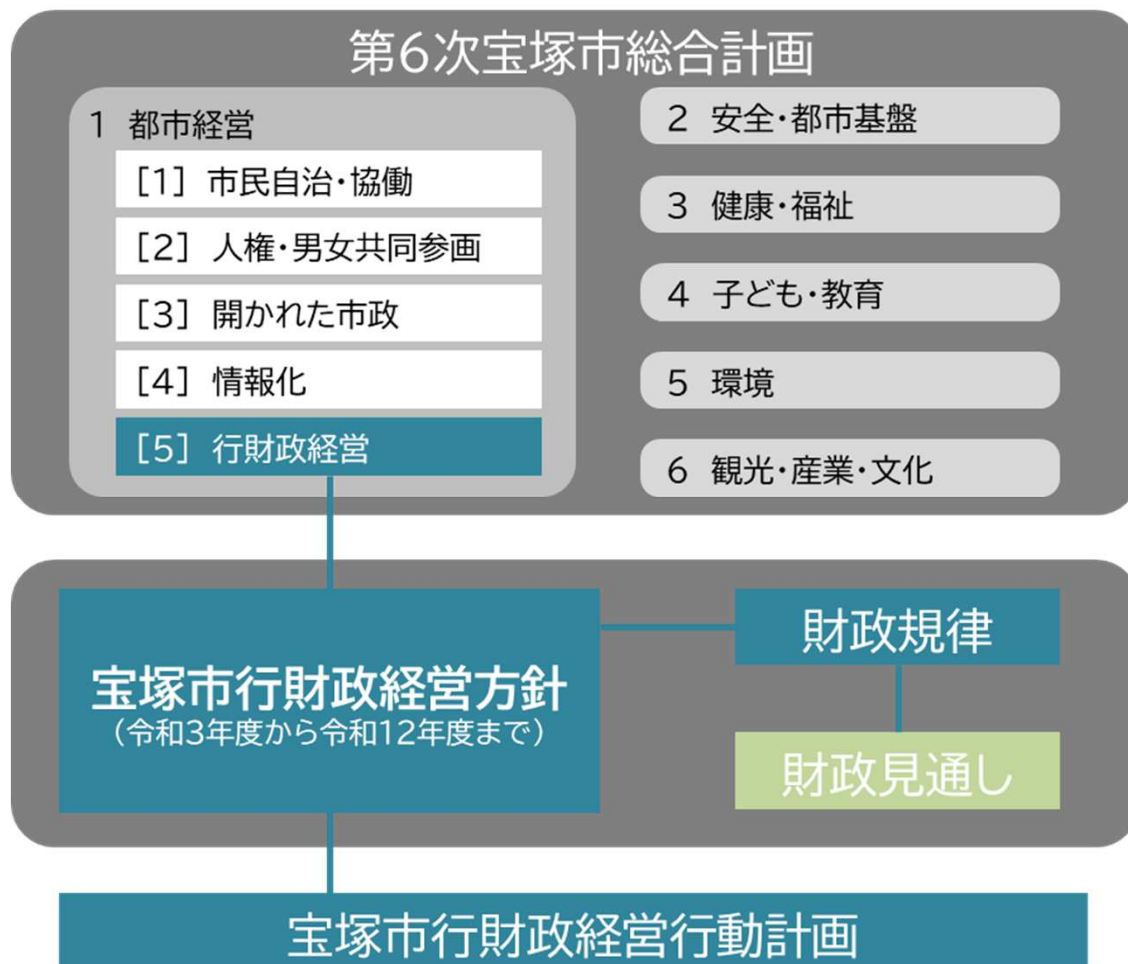 第6次宝塚市総合計画
1 都市経営
[1] 市民自治・協働
[2] 人権・男女共同参画
[3] 開かれた市政
[4] 情報化
[5] 行財政経営
2 安全・都市基盤
3 健康・福祉
4 子ども・教育
5 環境
6 観光・産業・文化
宝塚市行財政経営方針
（令和3年度から令和12年度まで）
財政規律
財政見通し
宝塚市行財政経営行動計画